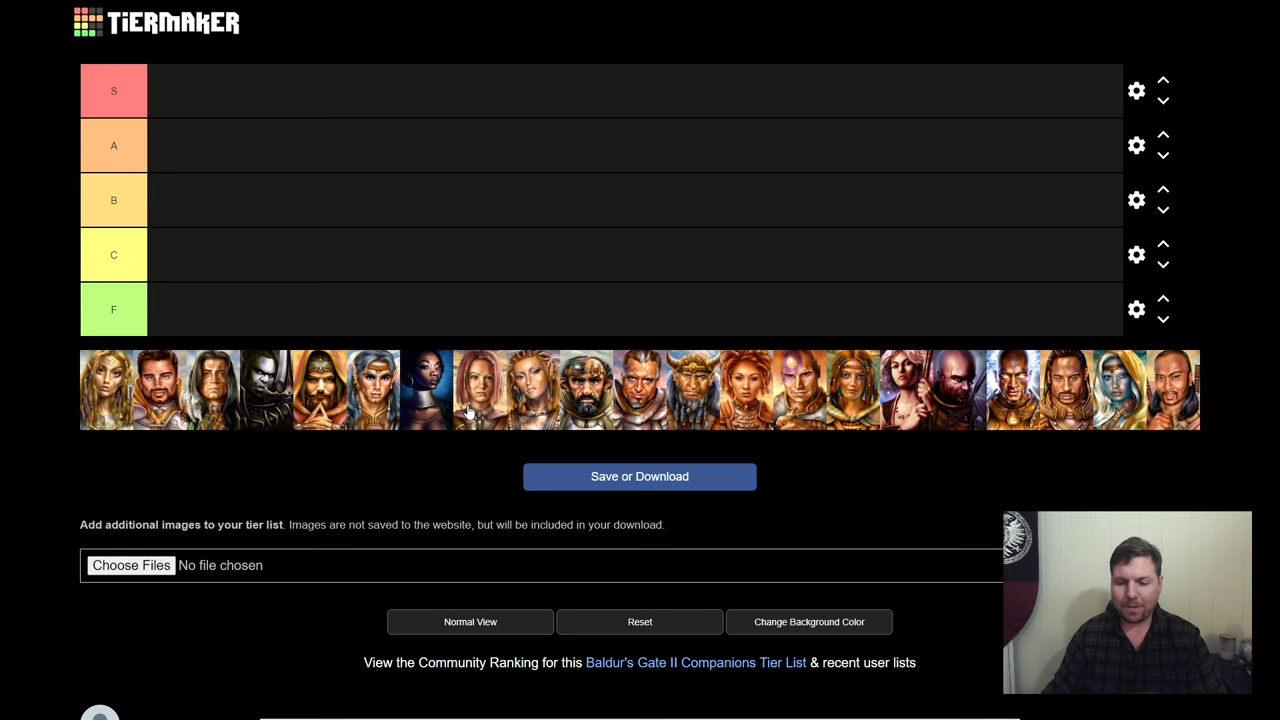 TiERMAKER
S
A
B
C
F
Save or Download
Add additional images to your tier list. Images are not saved to the website, but will be included in your download.
Choose Files No file chosen
Normal View Reset Change Background Color
View the Community Ranking for this Baldur's Gate II Companions Tier List & recent user lists